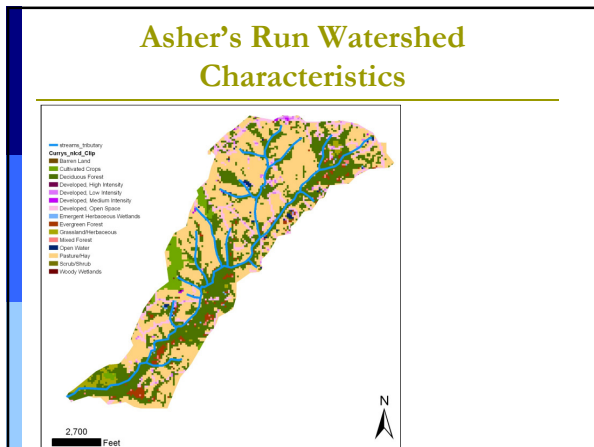 Asher's Run Watershed
Characteristics
streams_tributary
Currys_nlcd_Clip
Barren Land
Cultivated Crops
Deciduous Forest
Developed, High Intensity
Developed, Low Intensity
Developed, Medium Intensity
Developed, Open Space
Emergent Herbaceous Wetlands
Evergreen Forest
Grassland/Herbaceous
Mixed Forest
Open Water
Pasture/Hay
Scrub/Shrub
Woody Wetlands
N
2,700
Feet